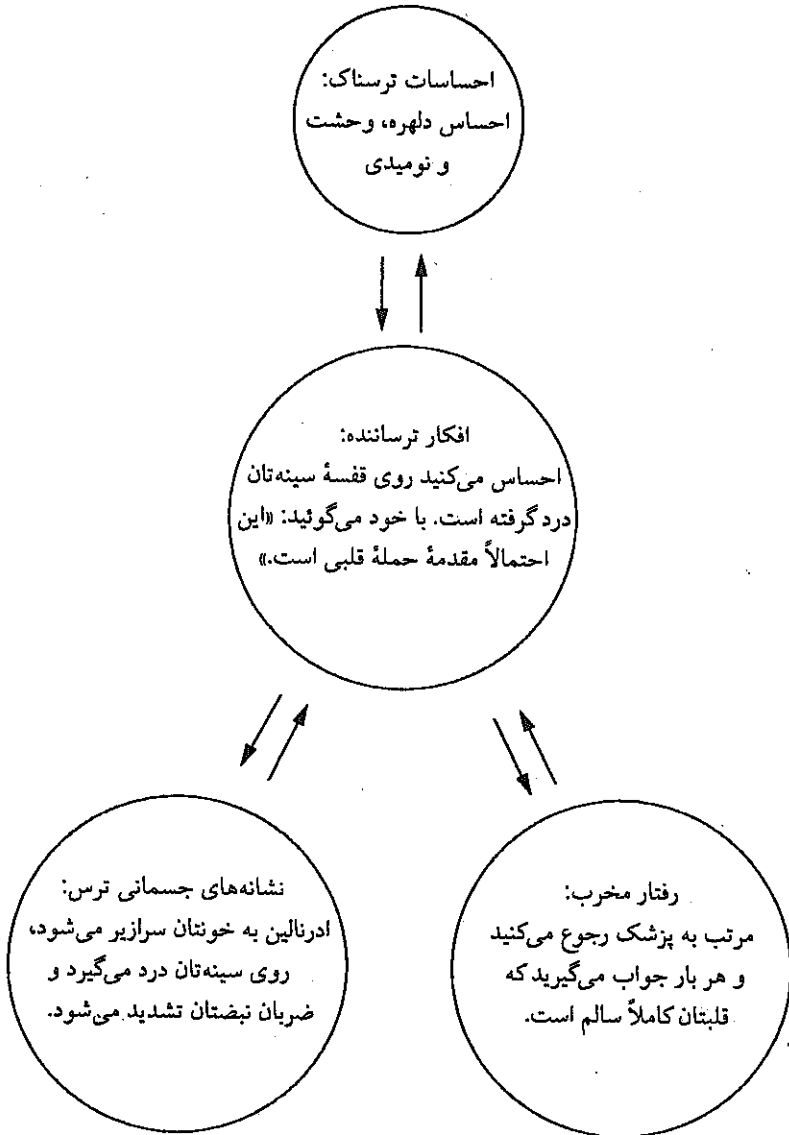 احساسات ترسناک:
احساس دلهره، وحشت
و نومیدی
افکار ترساننده:
احساس می‌کنید روی قفسهٔ سینه‌تان
درد گرفته است. با خود می‌گوئید: «این
احتمالاً مقدمهٔ حملهٔ قلبی است.»
نشانه‌های جسمانی ترس:
ادرنالین به خونتان سرازیر می‌شود،
روی سینه‌تان درد می‌گیرد و
ضربان نبضتان تشدید می‌شود.
رفتار مخرب:
مرتب به پزشک رجوع می‌کنید
و هر بار جواب می‌گیرید که
قلبتان کاملاً سالم است.